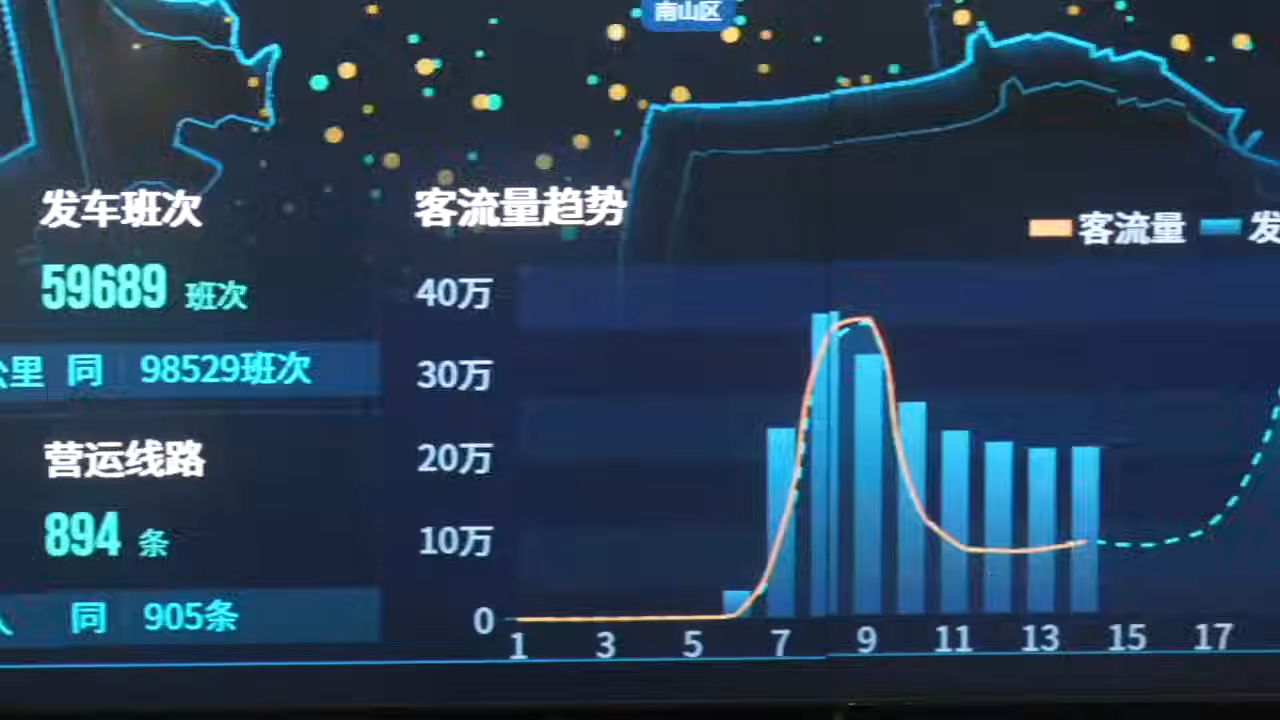 南山区
发车班次
59689 班次
公里 同 98529班次
营运线路
894 条
同 905条
客流量趋势
客流量 发
40万
30万
20万
10万
0
1 3 5 7 9 11 13 15 17